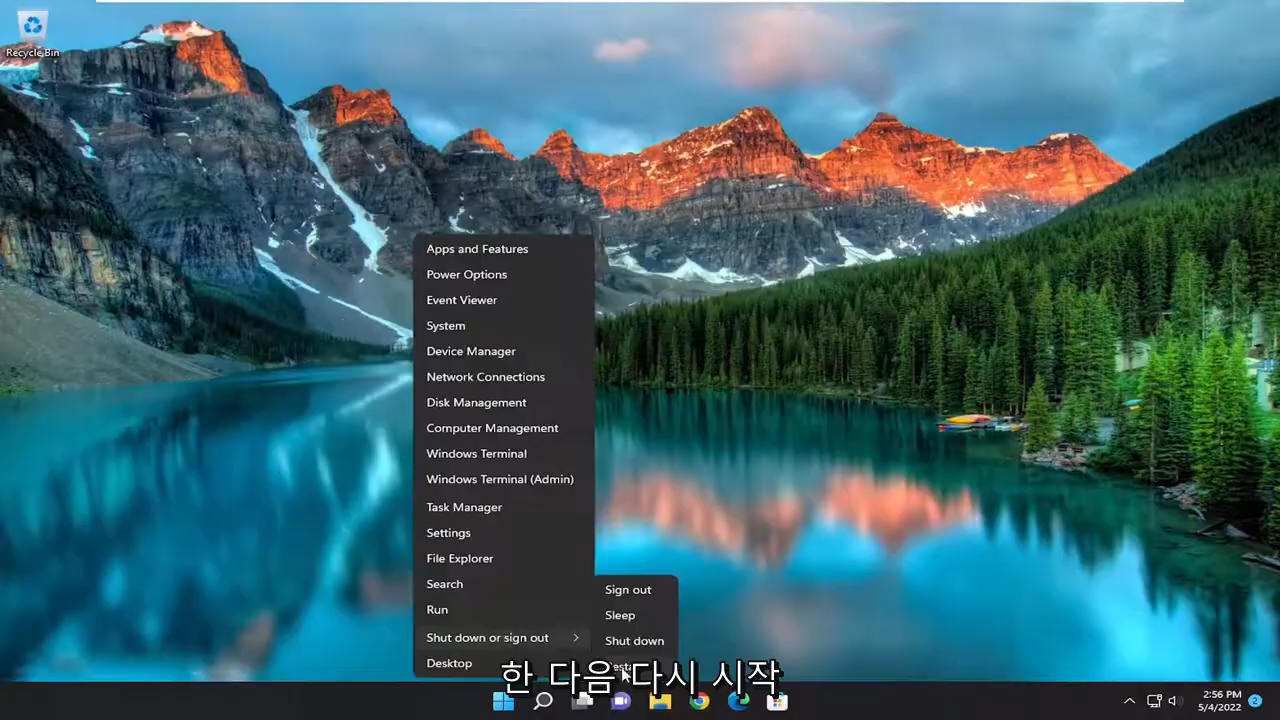 Recycle Bin
Apps and Features
Power Options
Event Viewer
System
Device Manager
Network Connections
Disk Management
Computer Management
Windows Terminal
Windows Terminal (Admin)
Task Manager
Settings
File Explorer
Search
Run
Shut down or sign out
Desktop
Sign out
Sleep
Shut down
한 다음 다시 시작
2:56 PM
5/4/2022
2